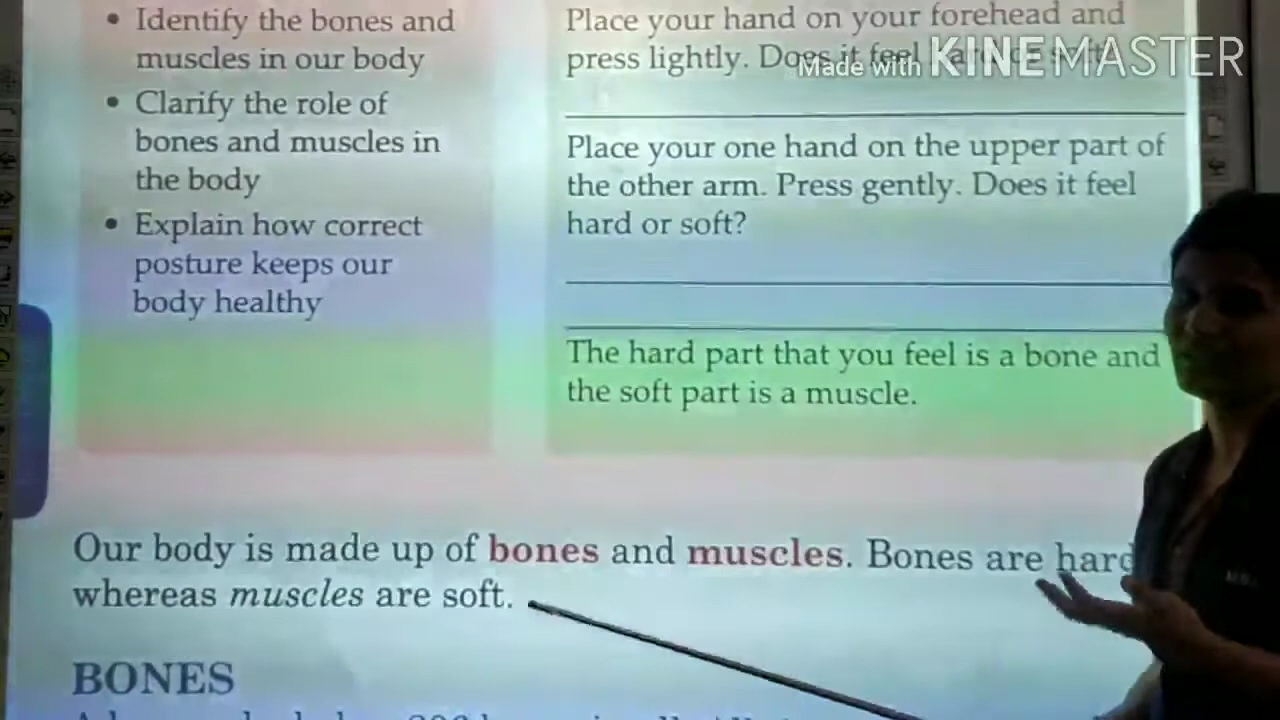 • Identify the bones and
muscles in our body
• Clarify the role of
bones and muscles in
the body
• Explain how correct
posture keeps our
body healthy
Place your hand on your forehead and
press lightly. Does it feel
Made with KINEMASTER
Place your one hand on the upper part of
the other arm. Press gently. Does it feel
hard or soft?
The hard part that you feel is a bone and
the soft part is a muscle.
Our body is made up of bones and muscles. Bones are hard
whereas muscles are soft.
BONES